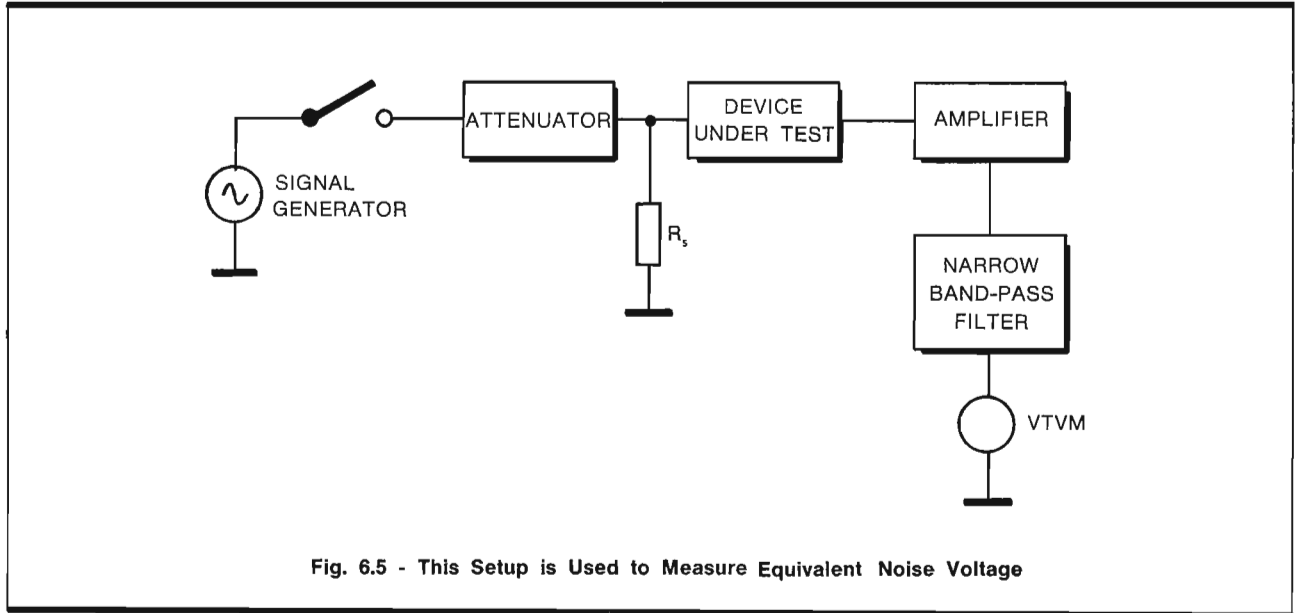 SIGNAL
GENERATOR
ATTENUATOR
R_s
DEVICE
UNDER TEST
AMPLIFIER
NARROW
BAND-PASS
FILTER
VTVM
Fig. 6.5 - This Setup is Used to Measure Equivalent Noise Voltage